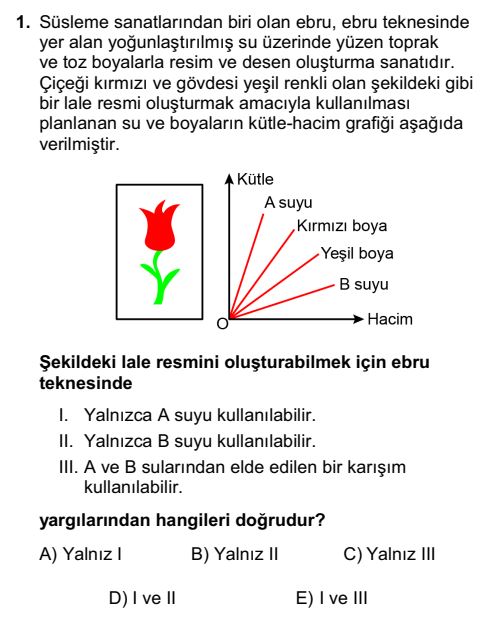 1. Süsleme sanatlarından biri olan ebru, ebru teknesinde
yer alan yoğunlaştırılmış su üzerinde yüzen toprak
ve toz boyalarla resim ve desen oluşturma sanatıdır.
Çiçeği kırmızı ve gövdesi yeşil renkli olan şekildeki gibi
bir lale resmi oluşturmak amacıyla kullanılması
planlanan su ve boyaların kütle-hacim grafiği aşağıda
verilmiştir.
Kütle
A suyu
Kırmızı boya
Yeşil boya
B suyu
O
Hacim
Şekildeki lale resmini oluşturabilmek için ebru
teknesinde
I. Yalnızca A suyu kullanılabilir.
II. Yalnızca B suyu kullanılabilir.
III. A ve B sularından elde edilen bir karışım
kullanılabilir.
yargılarından hangileri doğrudur?
A) Yalnız I B) Yalnız II C) Yalnız III
D) I ve II E) I ve III